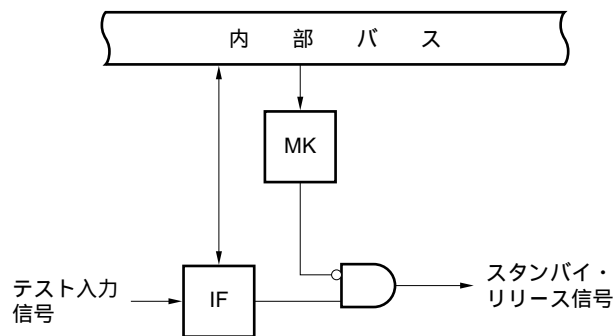 内 部 バ ス
MK
テスト入力
信号
IF
スタンバイ・
リリース信号